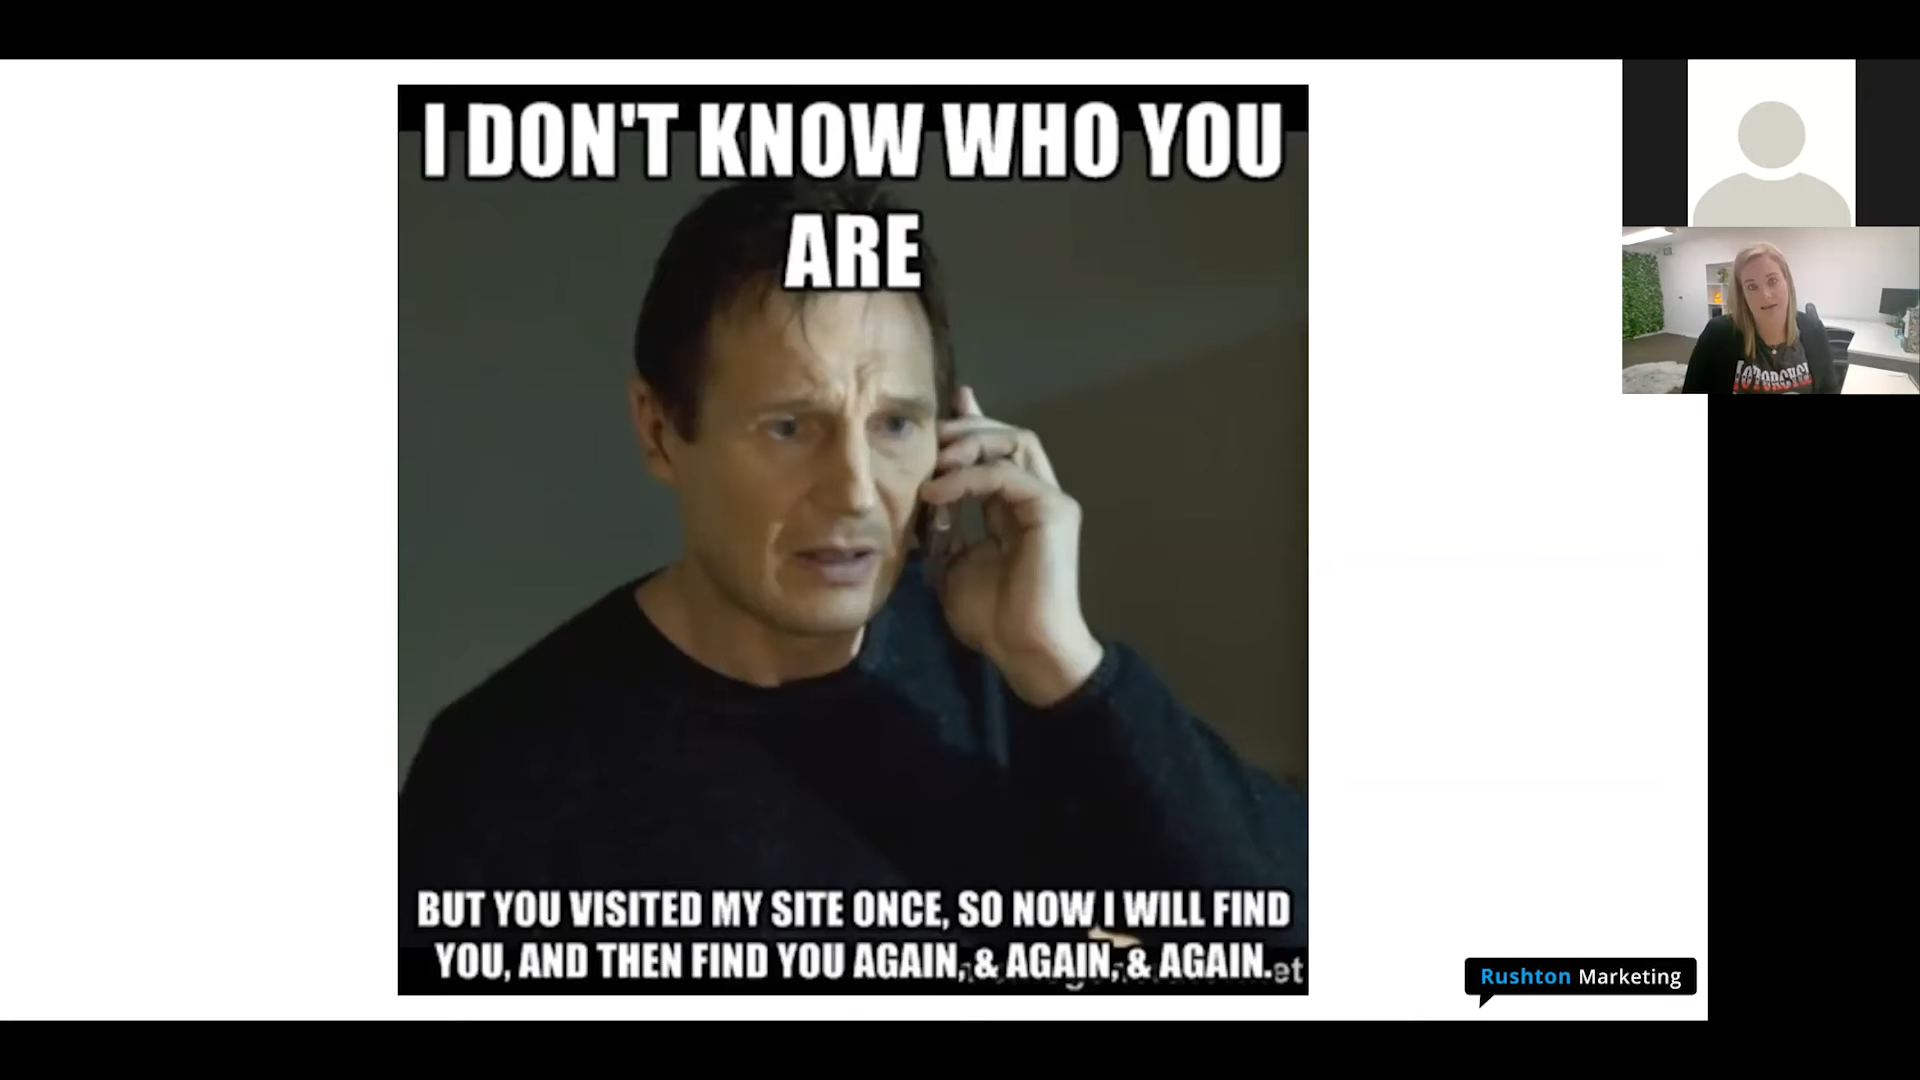 I DON'T KNOW WHO YOU
ARE
BUT YOU VISITED MY SITE ONCE, SO NOW I WILL FIND
YOU, AND THEN FIND YOU AGAIN, & AGAIN, & AGAIN.
Rushton Marketing